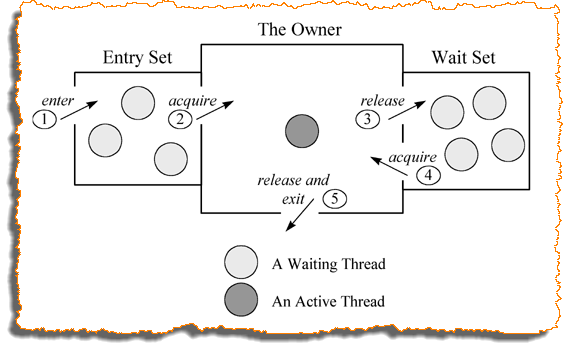 The Owner
Entry Set
Wait Set
enter
1
acquire
2
release
3
acquire
4
release and
exit
5
A Waiting Thread
An Active Thread